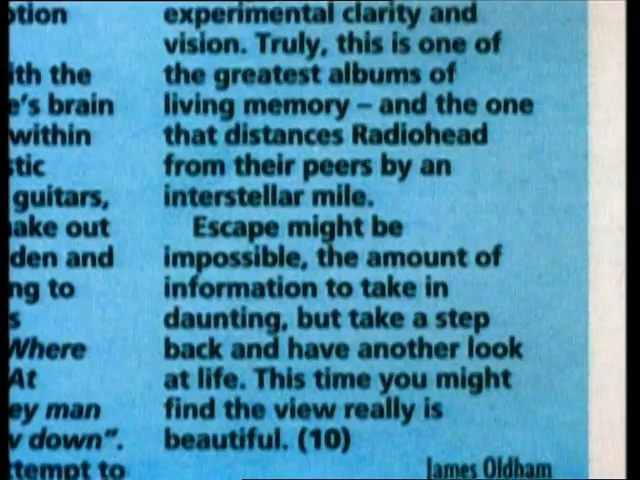 otion
ith the
e's brain
within
stic
guitars,
ake out
den and
ng to
s
Where
At
ey man
v down".
ttempt to
experimental clarity and
vision. Truly, this is one of
the greatest albums of
living memory – and the one
that distances Radiohead
from their peers by an
interstellar mile.
Escape might be
impossible, the amount of
information to take in
daunting, but take a step
back and have another look
at life. This time you might
find the view really is
beautiful. (10)
James Oldham